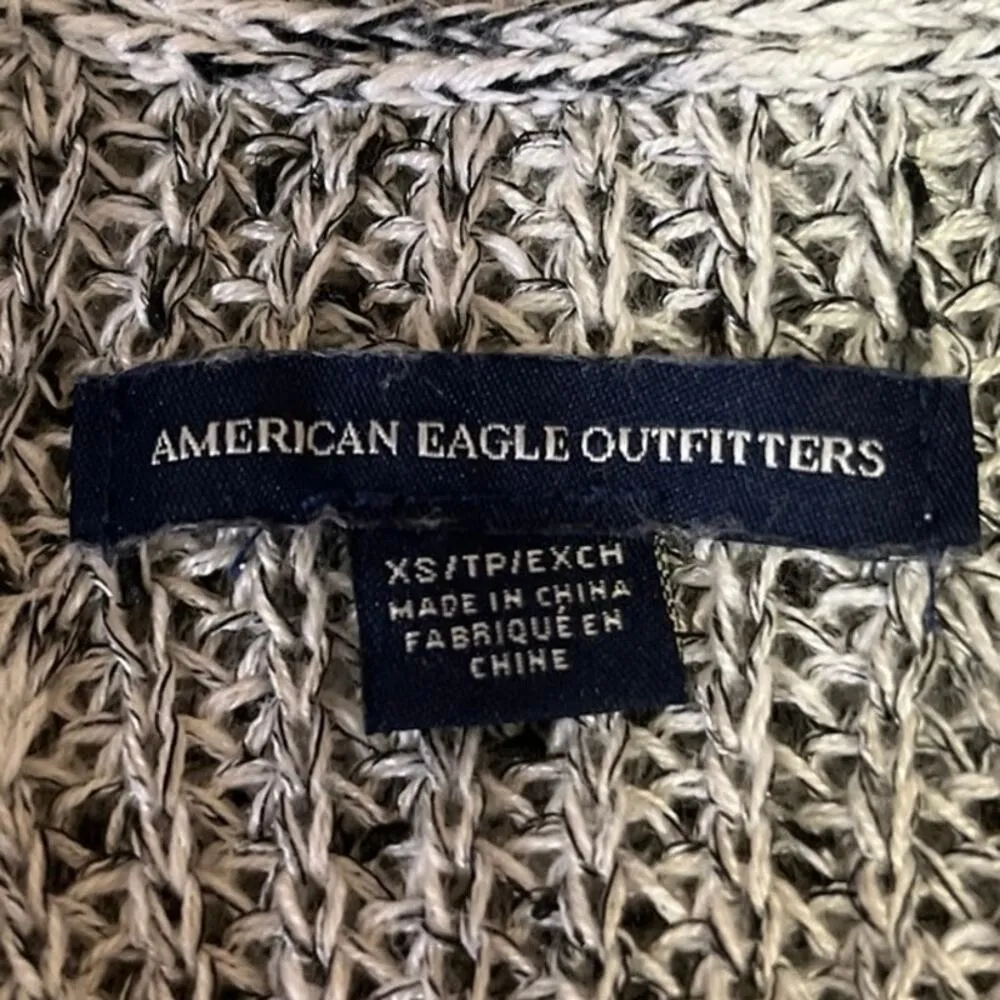 AMERICAN EAGLE OUTFITTERS
XS/TP/EXCH
MADE IN CHINA
FABRIQUÉ EN
CHINE